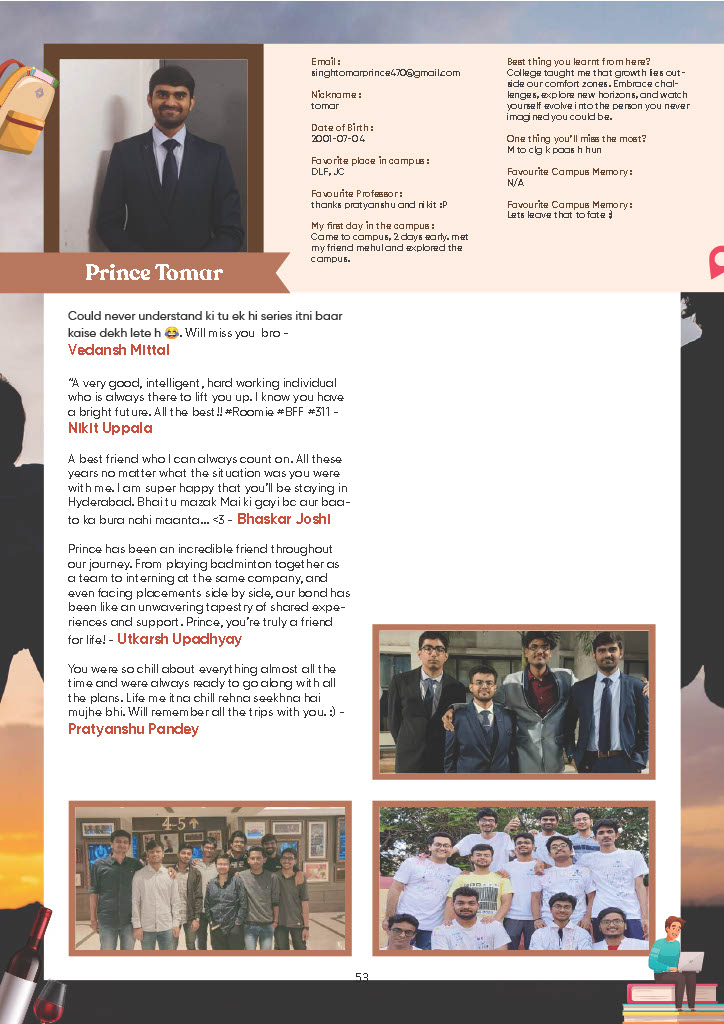 Email :
singhtomarprince470@gmail.com
Nickname :
tomar
Date of Birth :
2001-07-04
Favorite place in campus :
DLF, JC
Favourite Professor :
thanks pratyanshu and nikit :P
My first day in the campus :
Came to campus, 2 days early. met
my friend mehul and explored the
campus.
Best thing you learnt from here?
College taught me that growth lies out-
side our comfort zones. Embrace chal-
lenges, explore new horizons, and watch
yourself evolve into the person you never
imagined you could be.
One thing you'll miss the most?
M to clg k paas h hun
Favourite Campus Memory :
N/A
Favourite Campus Memory :
Lets leave that to fate ;)
Prince Tomar
Could never understand ki tu ek hi series itni baar
kaise dekh lete h 😂. Will miss you bro -
Vedansh Mittal
“A very good, intelligent, hard working individual
who is always there to lift you up. I know you have
a bright future. All the best!! #Roomie #BFF #311 -
Nikit Uppala
A best friend who I can always count on. All these
years no matter what the situation was you were
with me. I am super happy that you'll be staying in
Hyderabad. Bhai tu mazak Mai ki gayi bc aur baa-
to ka bura nahi maanta... <3 - Bhaskar Joshi
Prince has been an incredible friend throughout
our journey. From playing badminton together as
a team to interning at the same company, and
even facing placements side by side, our bond has
been like an unwavering tapestry of shared expe-
riences and support. Prince, you're truly a friend
for life! - Utkarsh Upadhyay
You were so chill about everything almost all the
time and were always ready to go along with all
the plans. Life me itna chill rehna seekhna hai
mujhe bhi. Will remember all the trips with you. :) -
Pratyanshu Pandey
4-5↑
53